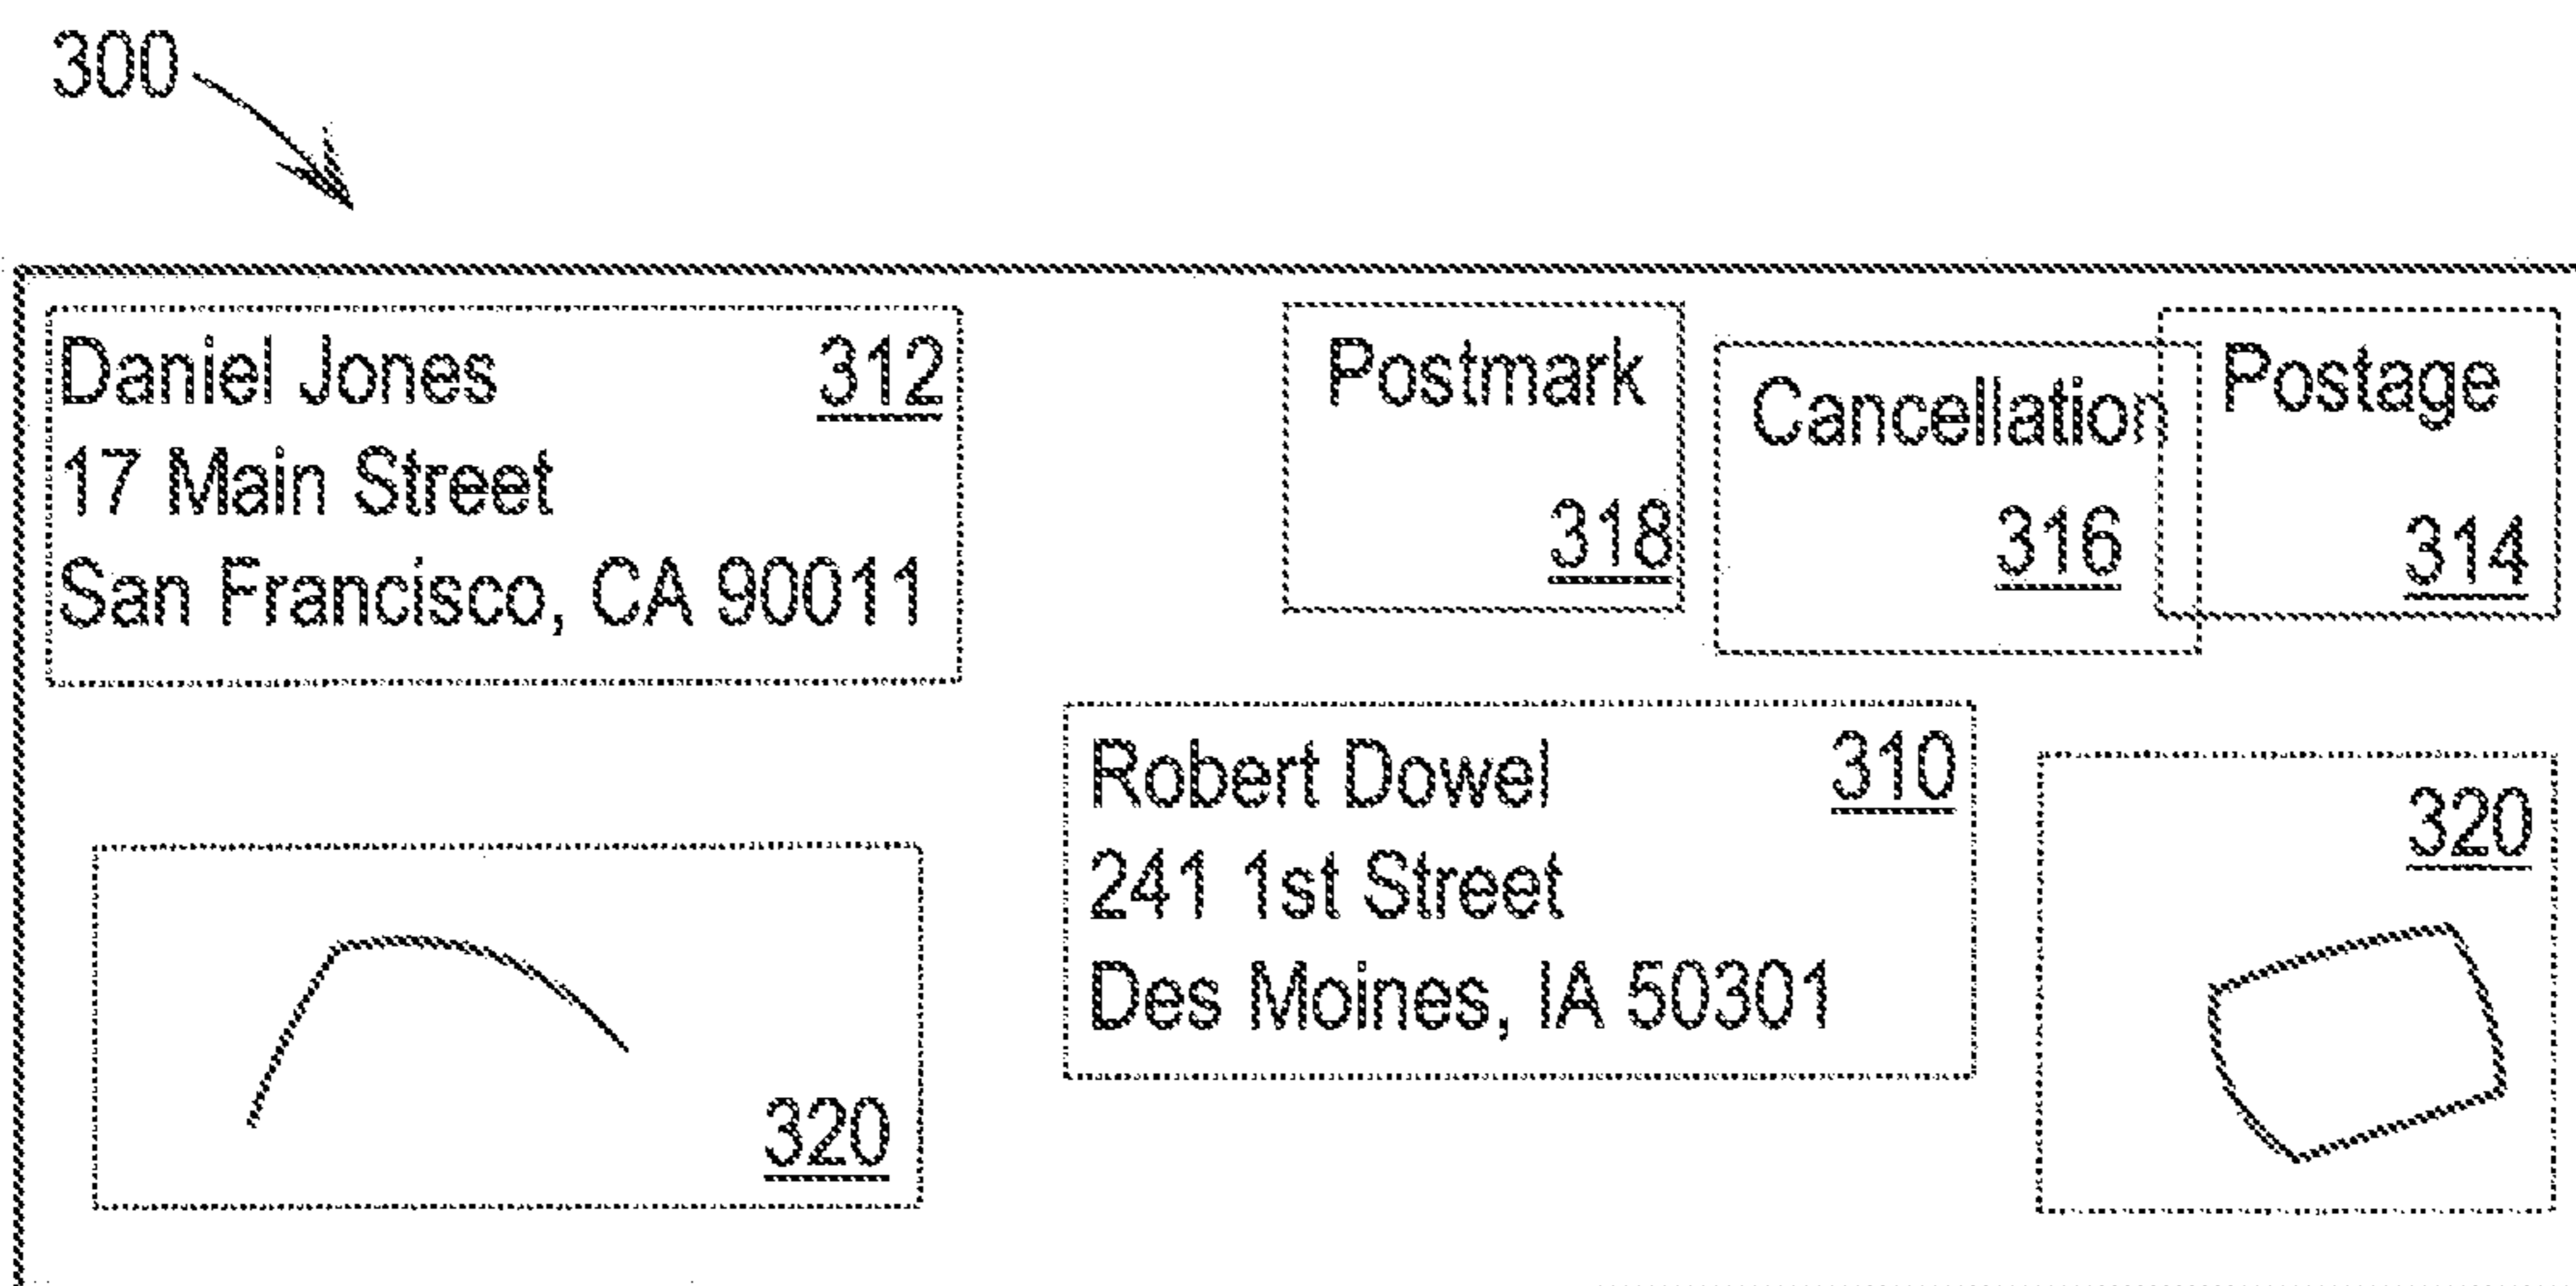 300
Daniel Jones 312
17 Main Street
San Francisco, CA 90011
Postmark
318
Cancellation
316
Postage
314
Robert Dowel 310
241 1st Street
Des Moines, IA 50301
320
320